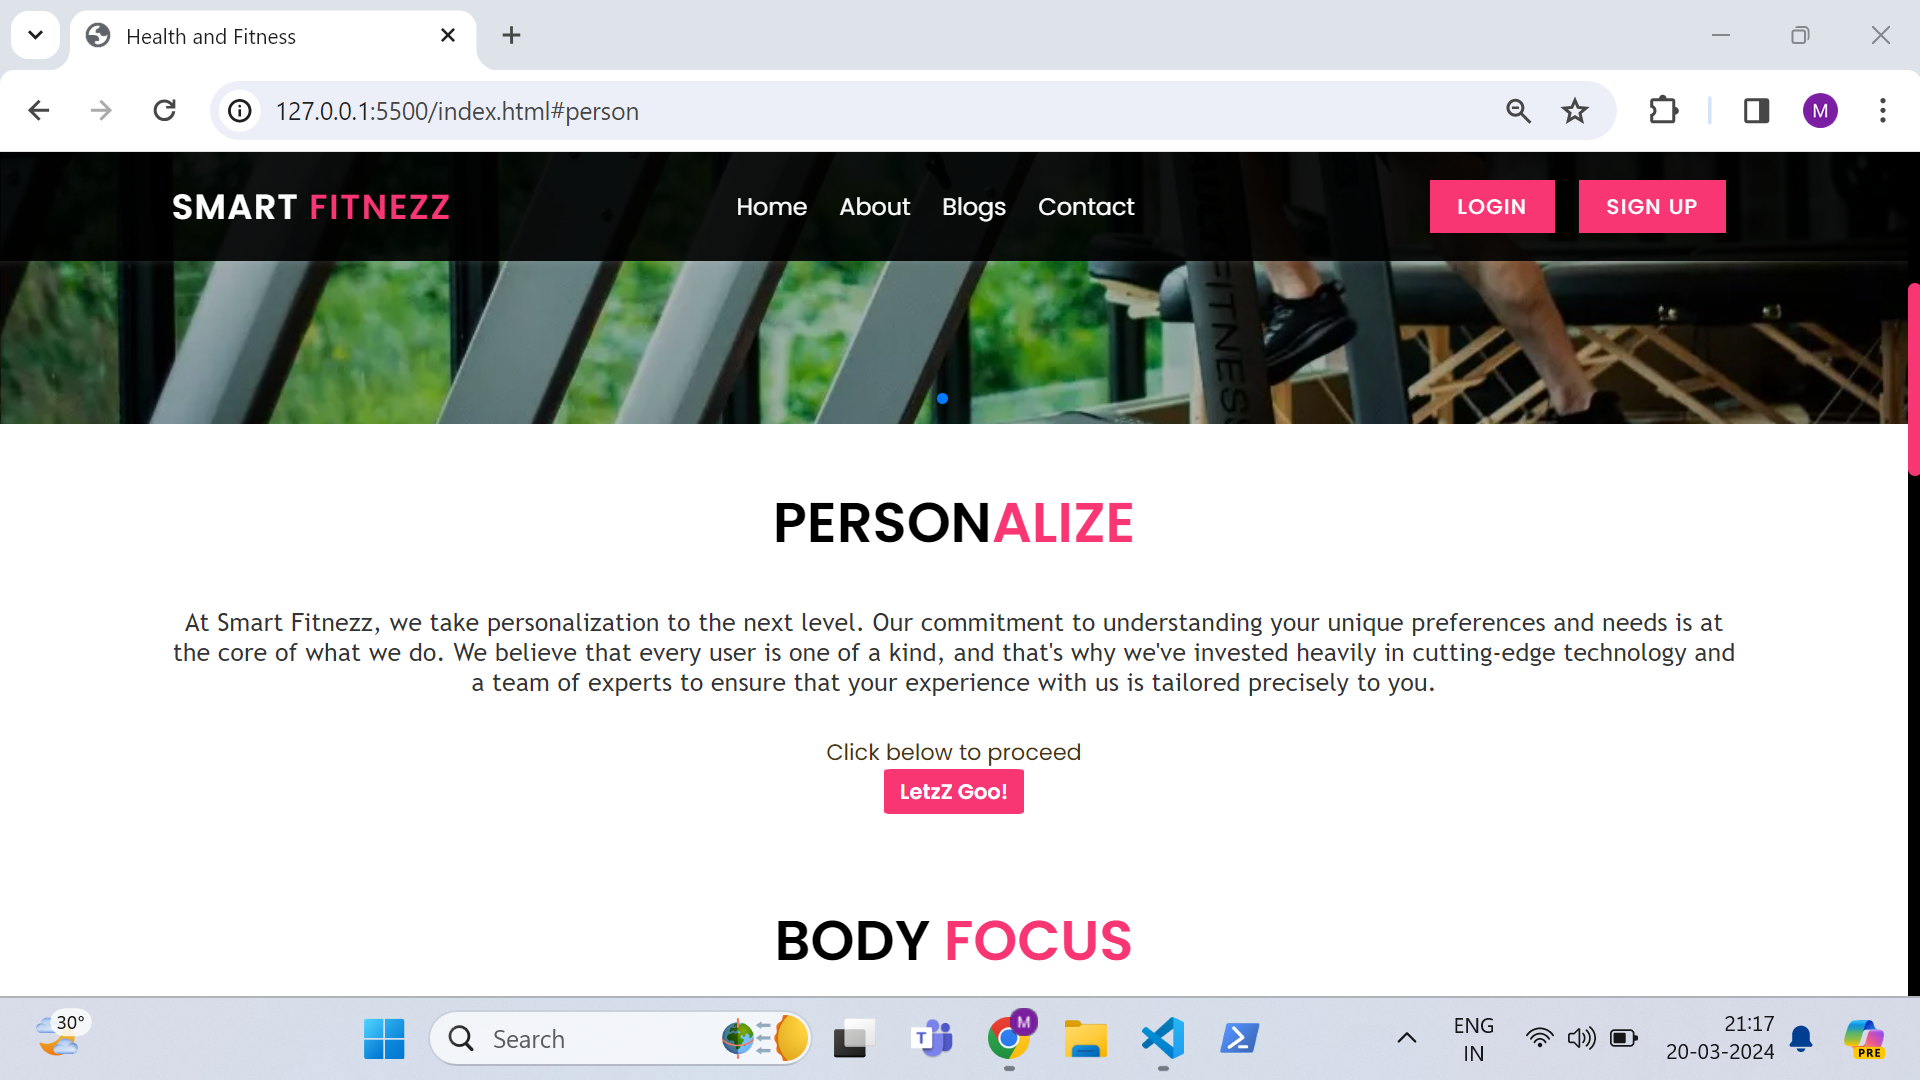 Health and Fitness
127.0.0.1:5500/index.html#person
M
SMART FITNEZZ
Home About Blogs Contact
LOGIN SIGN UP
FITNESS
PERSONALIZE
At Smart Fitnezz, we take personalization to the next level. Our commitment to understanding your unique preferences and needs is at
the core of what we do. We believe that every user is one of a kind, and that's why we've invested heavily in cutting-edge technology and
a team of experts to ensure that your experience with us is tailored precisely to you.
Click below to proceed
LetzZ Goo!
BODY FOCUS
30°
Search
T
M
ENG
IN
21:17
20-03-2024
PRE